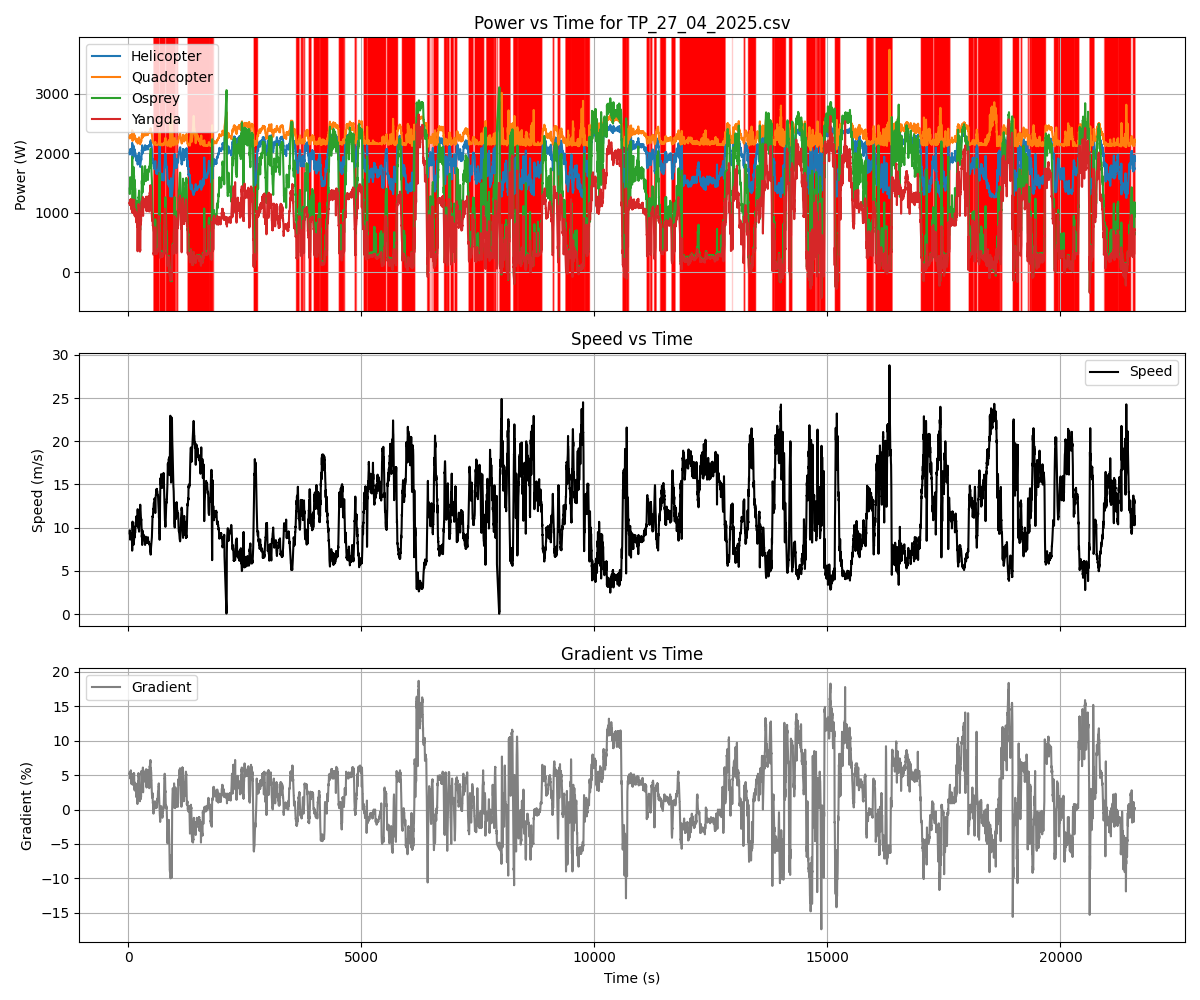 Power vs Time for TP_27_04_2025.csv
Helicopter
Quadcopter
Osprey
Yangda
Power (W)
3000
2000
1000
0
Speed vs Time
Speed
Speed (m/s)
30
25
20
15
10
5
0
Gradient vs Time
Gradient
Gradient (%)
20
15
10
5
0
−5
−10
−15
0 5000 10000 15000 20000
Time (s)